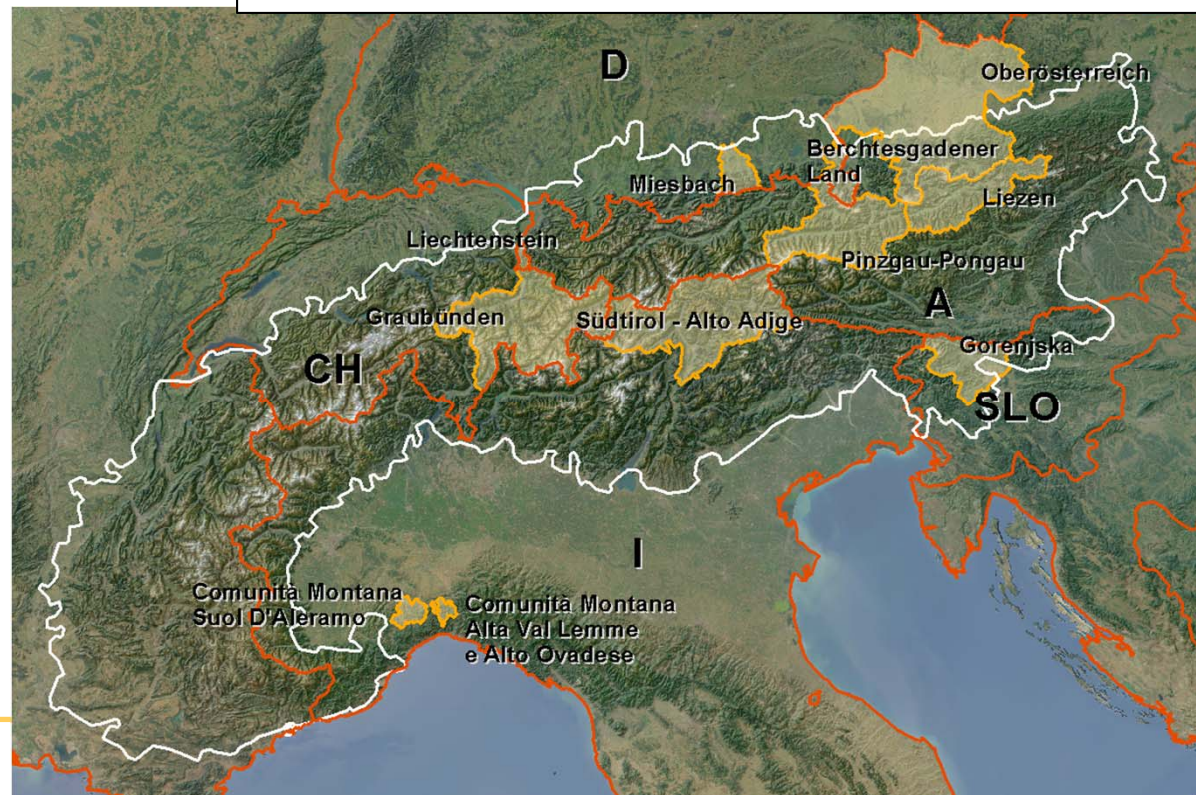 D
Oberösterreich
Berchtesgadener
Land
Miesbach
Liezen
Liechtenstein
Pinzgau-Pongau
A
Graubünden
Südtirol - Alto Adige
CH
Gorenjska
SLO
I
Comunità Montana
Suol D'Aleramo
Comunità Montana
Alta Val Lemme
e Alto Ovadese